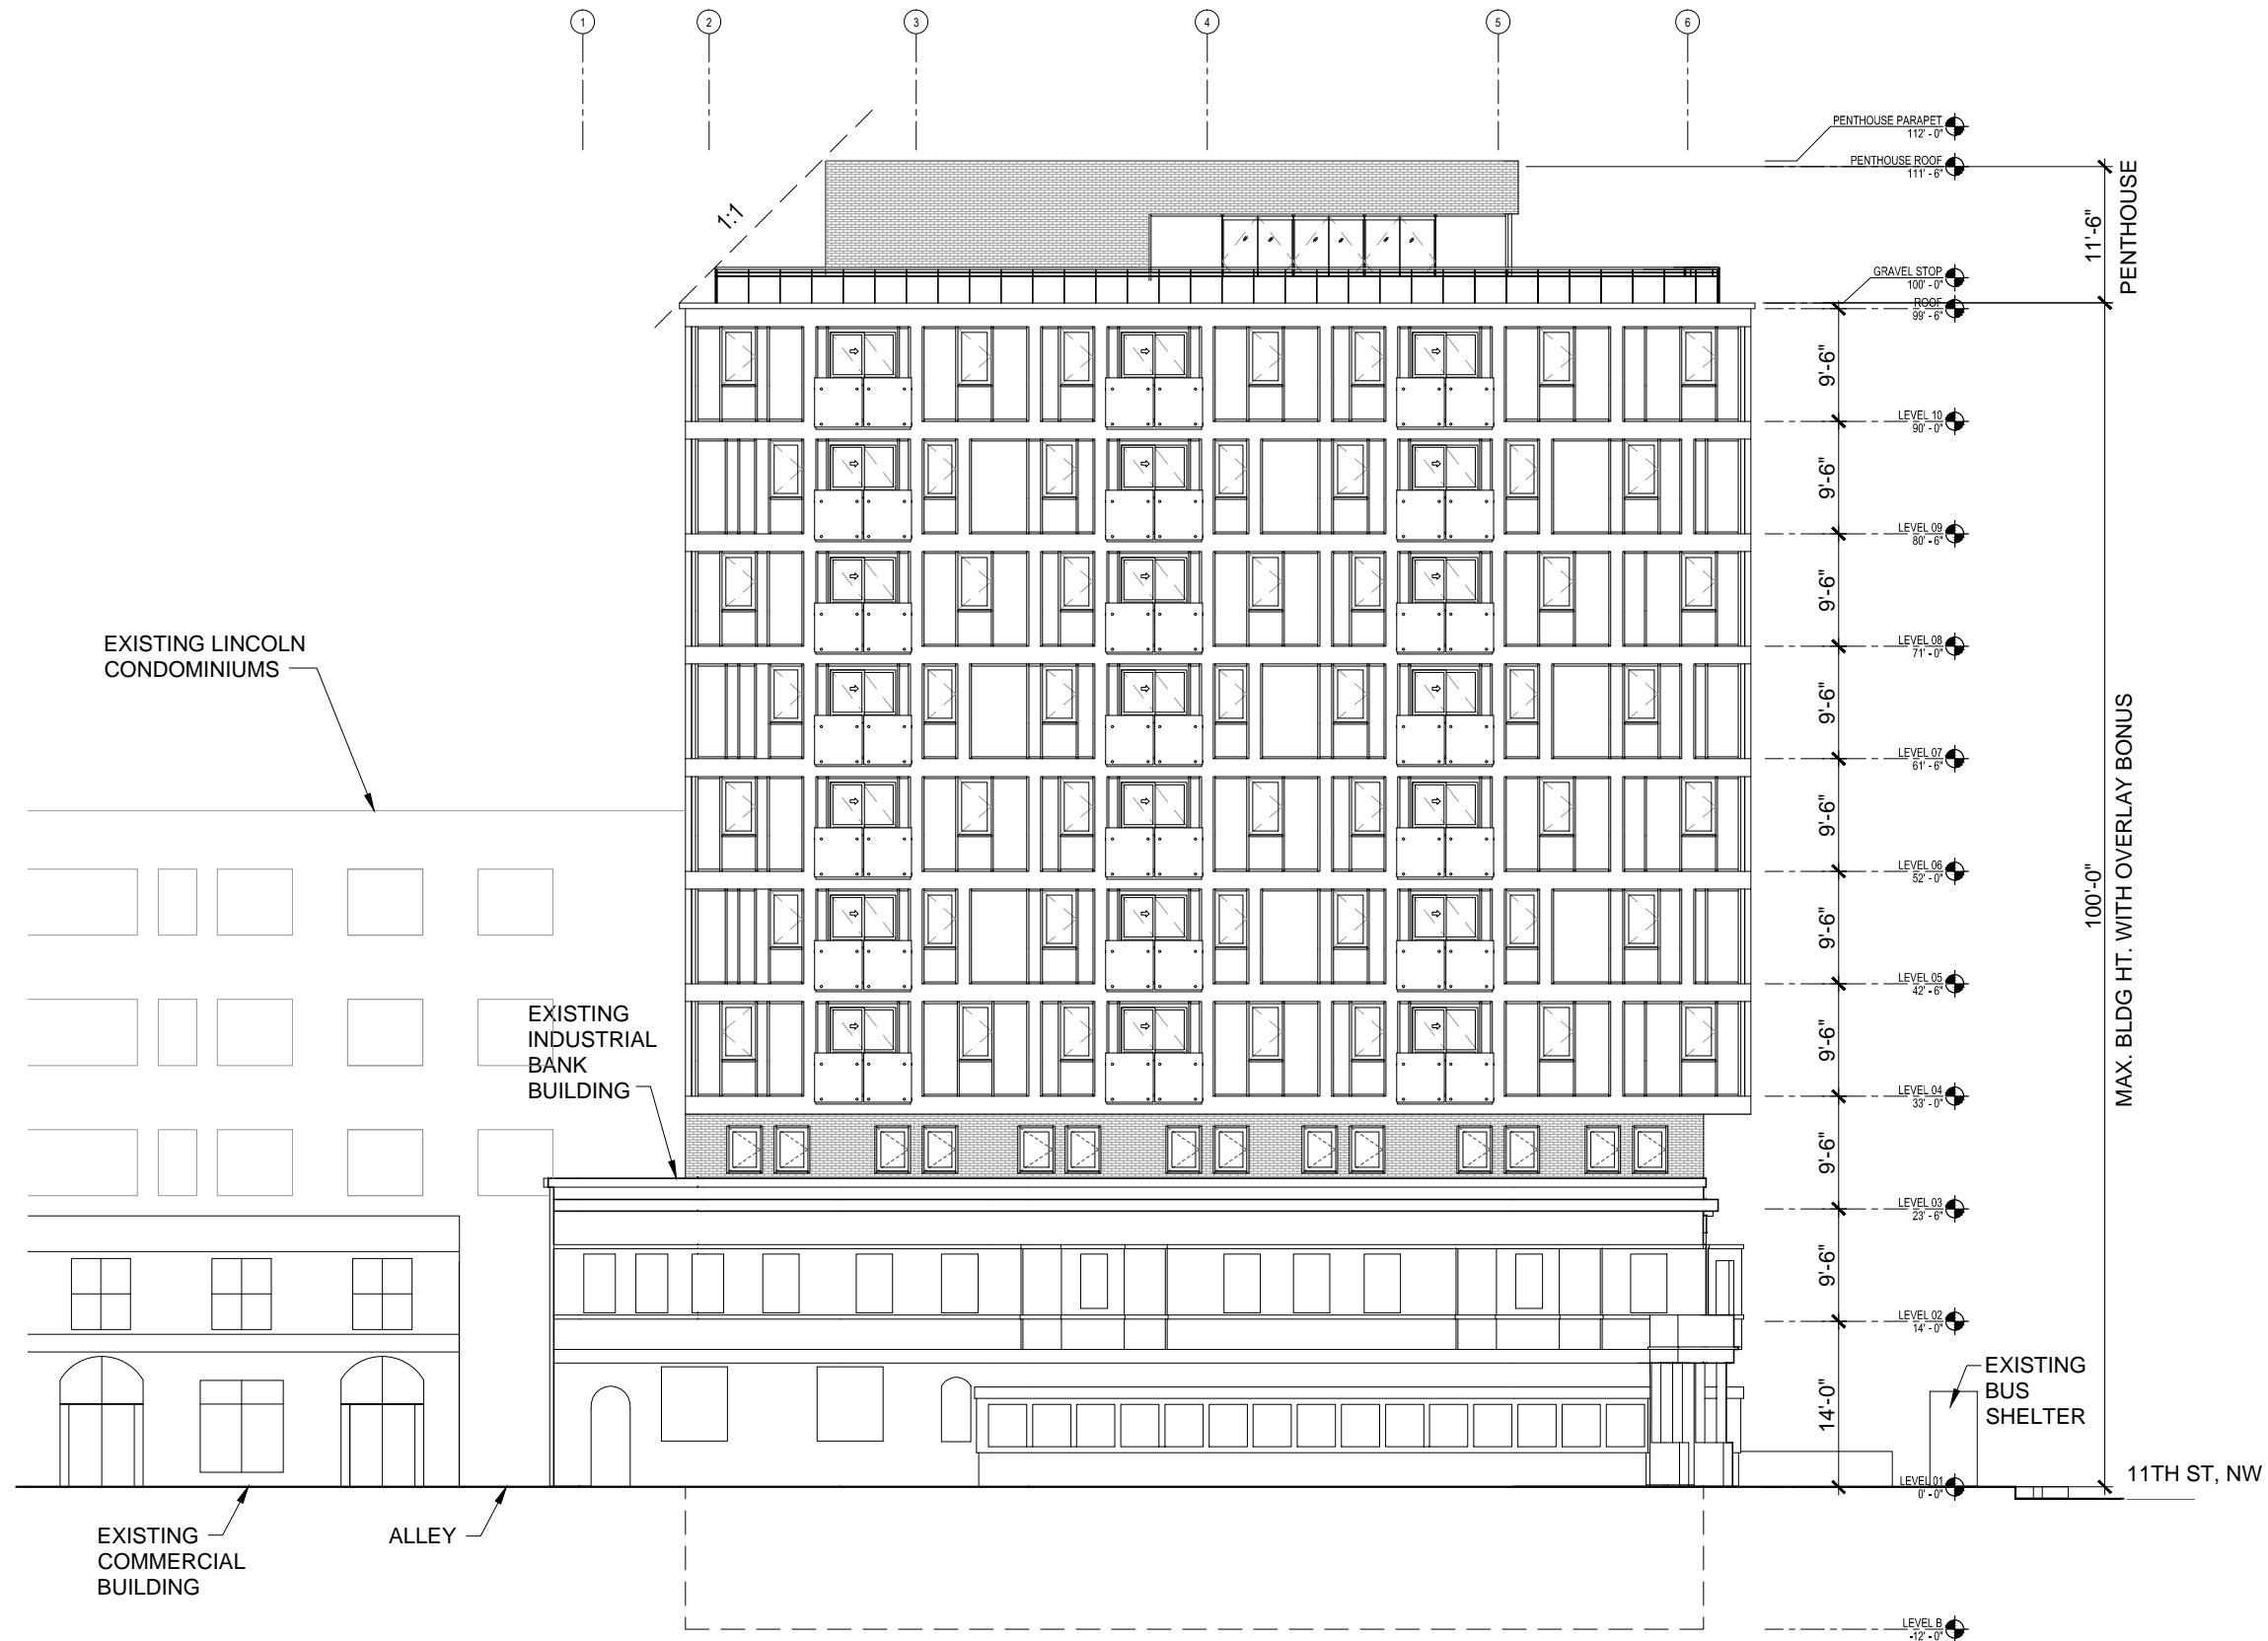 1
2
3
4
5
6
PENTHOUSE PARAPET
112' - 0"
PENTHOUSE ROOF
111' - 6"
1:1
11'-6"
PENTHOUSE
GRAVEL STOP
100' - 0"
ROOF
99' - 6"
9'-6"
LEVEL 10
90' - 0"
9'-6"
LEVEL 09
80' - 6"
9'-6"
LEVEL 08
71' - 0"
EXISTING LINCOLN
CONDOMINIUMS
9'-6"
LEVEL 07
61' - 6"
9'-6"
LEVEL 06
52' - 0"
100'-0"
MAX. BLDG HT. WITH OVERLAY BONUS
9'-6"
LEVEL 05
42' - 6"
EXISTING
INDUSTRIAL
BANK
BUILDING
9'-6"
LEVEL 04
33' - 0"
9'-6"
LEVEL 03
23' - 6"
9'-6"
LEVEL 02
14' - 0"
14'-0"
EXISTING
BUS
SHELTER
LEVEL 01
0' - 0"
11TH ST, NW
EXISTING
COMMERCIAL
BUILDING
ALLEY
LEVEL B
-12' - 0"